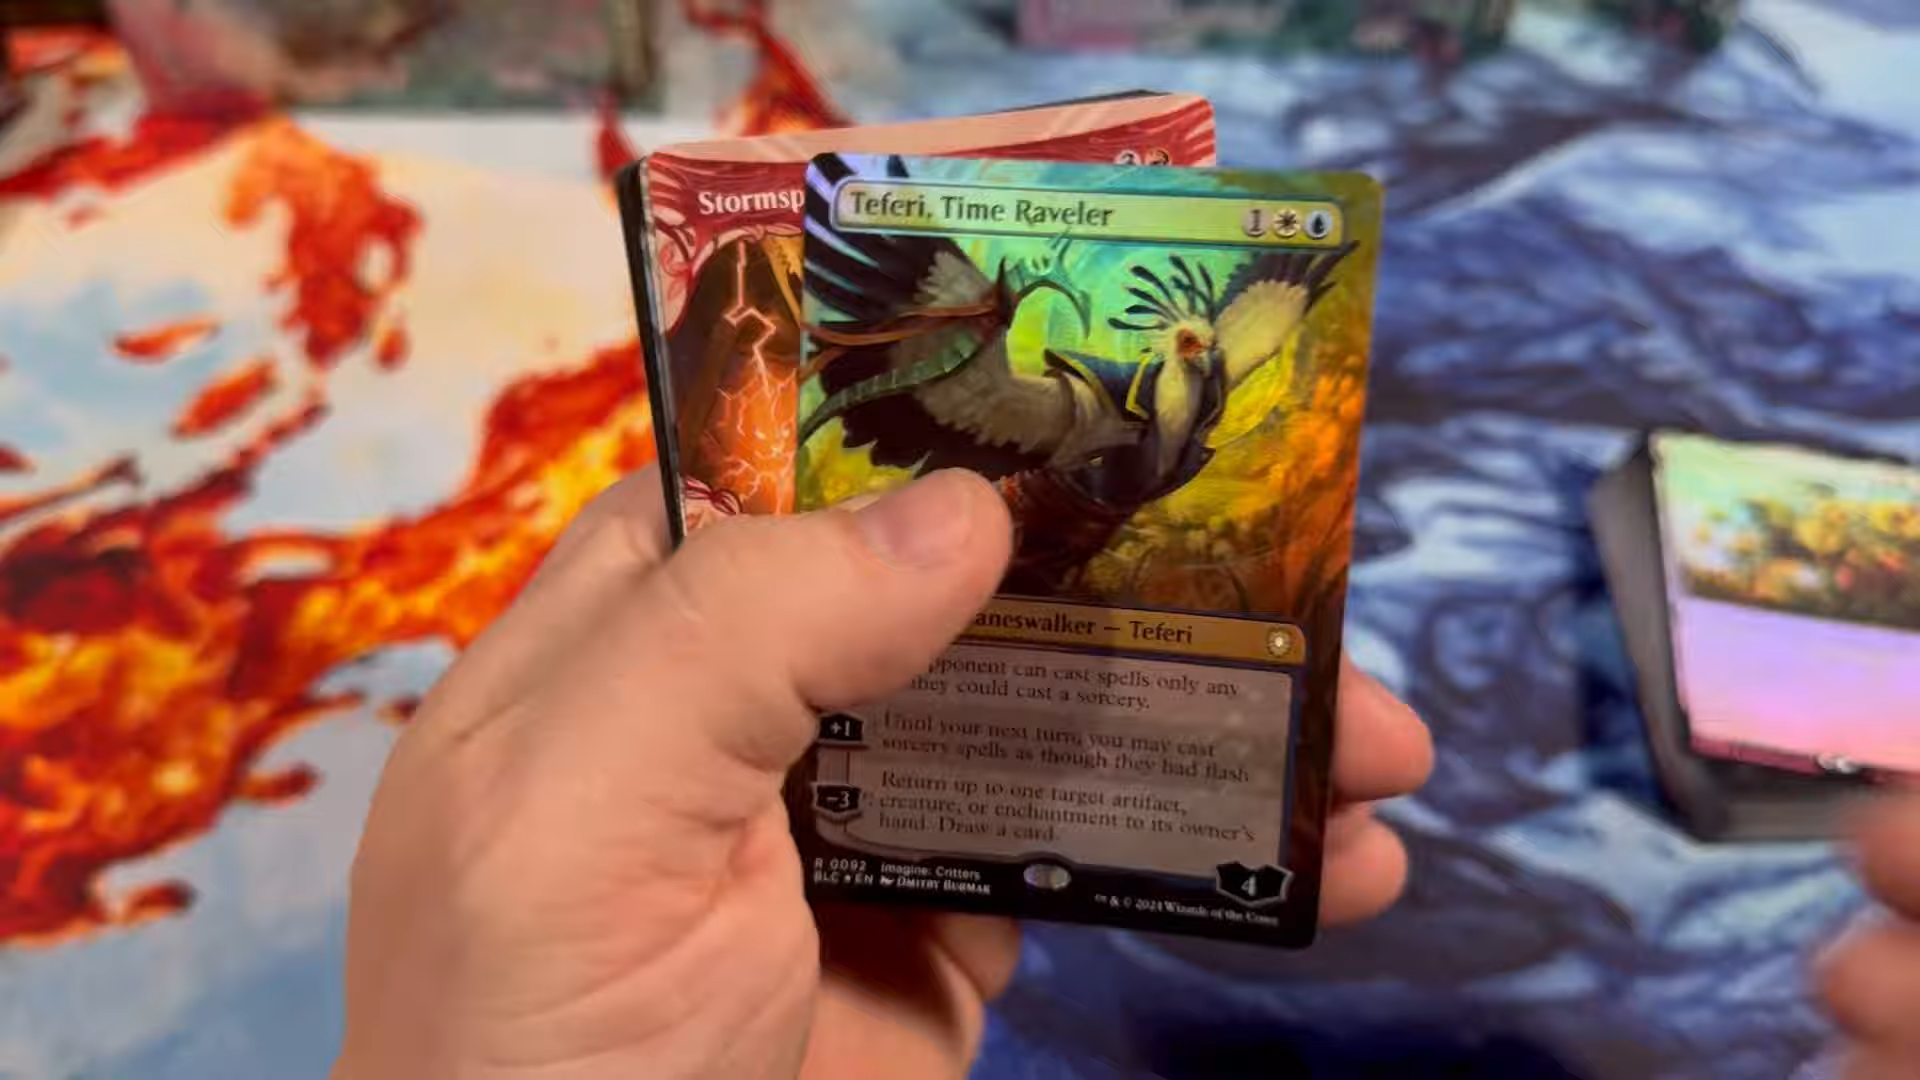 Stormsp
Teferi, Time Raveler 1
aneswalker – Teferi
pponent can cast spells only any
they could cast a sorcery.
+1 Until your next turn, you may cast
sorcery spells as though they had flash
-3 Return up to one target artifact,
creature, or enchantment to its owner's
hand. Draw a card.
R 0092 Imagine: Critters
BLC ★ EN DMITRY BURMAK
4
™ & © 2024 Wizards of the Coast